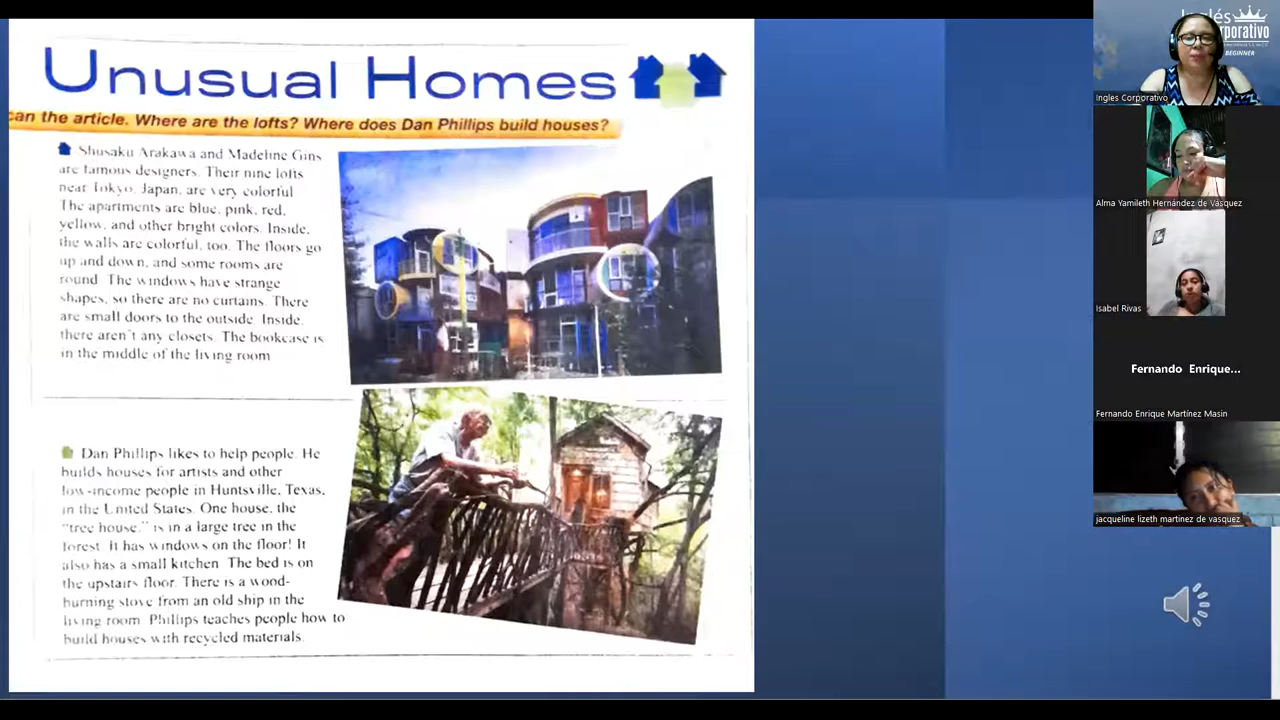 Unusual Homes
an the article. Where are the lofts? Where does Dan Phillips build houses?
Shusaku Arakawa and Madeline Gins
are famous designers. Their nine lofts
near Tokyo, Japan, are very colorful.
The apartments are blue, pink, red,
yellow, and other bright colors. Inside,
the walls are colorful, too. The floors go
up and down, and some rooms are
round. The windows have strange
shapes, so there are no curtains. There
are small doors to the outside. Inside,
there aren't any closets. The bookcase is
in the middle of the living room
Dan Phillips likes to help people. He
builds houses for artists and other
low-income people in Huntsville, Texas,
in the United States. One house, the
"tree house," is in a large tree in the
forest. It has windows on the floor! It
also has a small kitchen. The bed is on
the upstairs floor. There is a wood-
burning stove from an old ship in the
living room. Phillips teaches people how to
build houses with recycled materials.
Inglés
Corporativo
BEGINNER
Ingles Corporativo
Alma Yamileth Hernández de Vásquez
Isabel Rivas
Fernando Enrique...
Fernando Enrique Martínez Masin
jacqueline lizeth martinez de vasquez